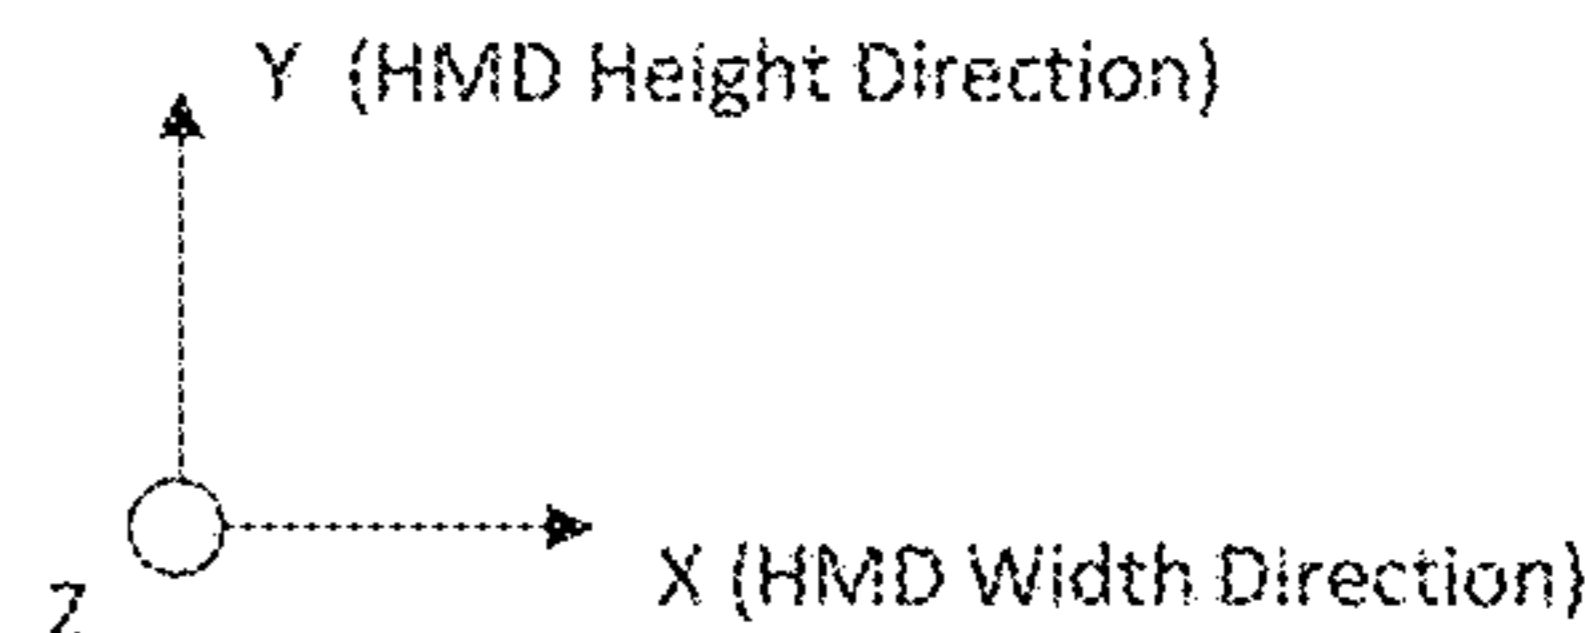 Y (HMD Height Direction)
X (HMD Width Direction)
Z